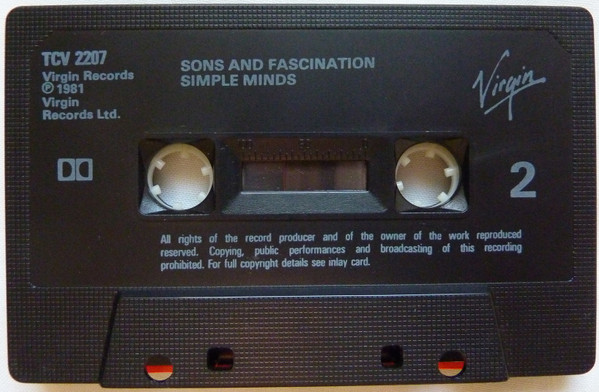 TCV 2207
Virgin Records
℗ 1981
Virgin
Records Ltd.
SONS AND FASCINATION
SIMPLE MINDS
Virgin
2
All rights of the record producer and of the owner of the work reproduced
reserved. Copying, public performances and broadcasting of this recording
prohibited. For full copyright details see inlay card.